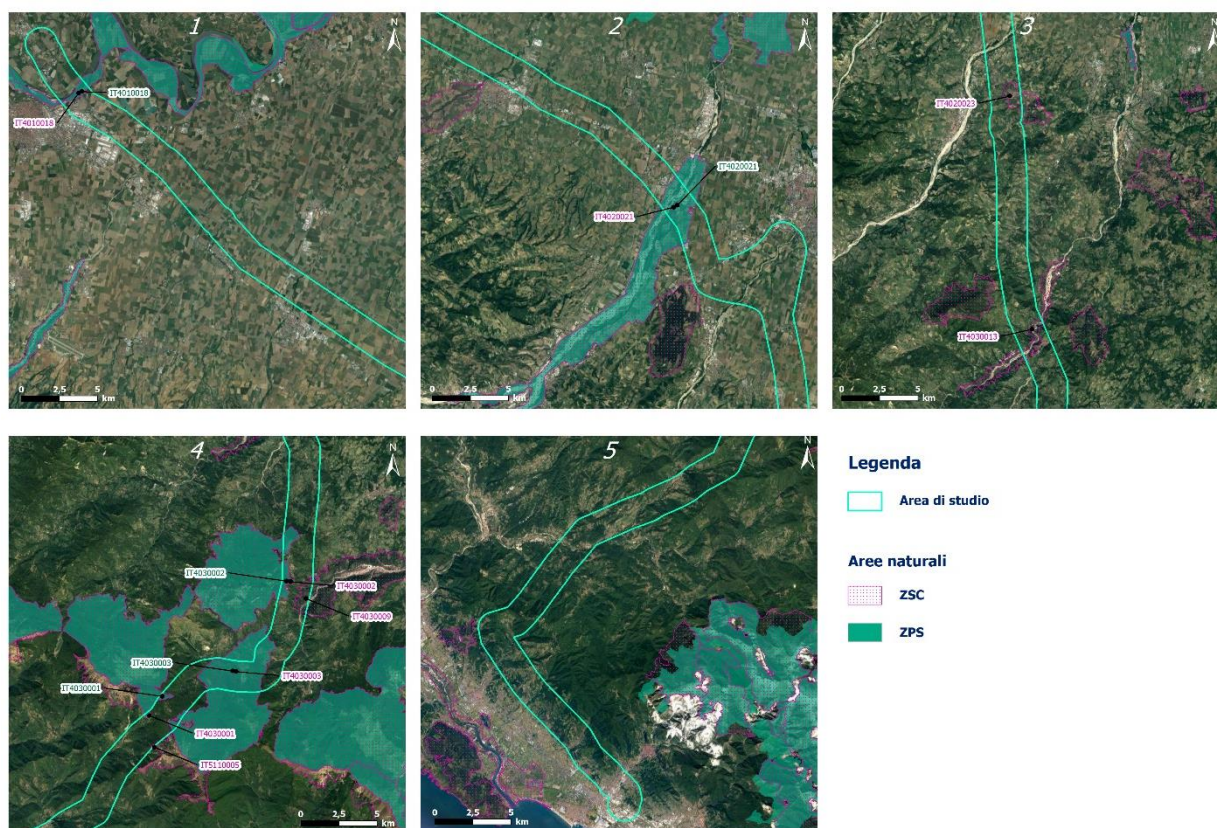 1
N
IT4010018
IT4010018
0 2,5 5
km
2
N
IT4020021
IT4020021
0 2,5 5
km
3
N
IT4020023
IT4030013
0 2,5 5
km
4
N
IT4030002
IT4030002
IT4030009
IT4030003
IT4030003
IT4030001
IT4030001
IT5110005
0 2,5 5
km
5
N
0 2,5 5
km
Legenda
Area di studio
Aree naturali
ZSC
ZPS